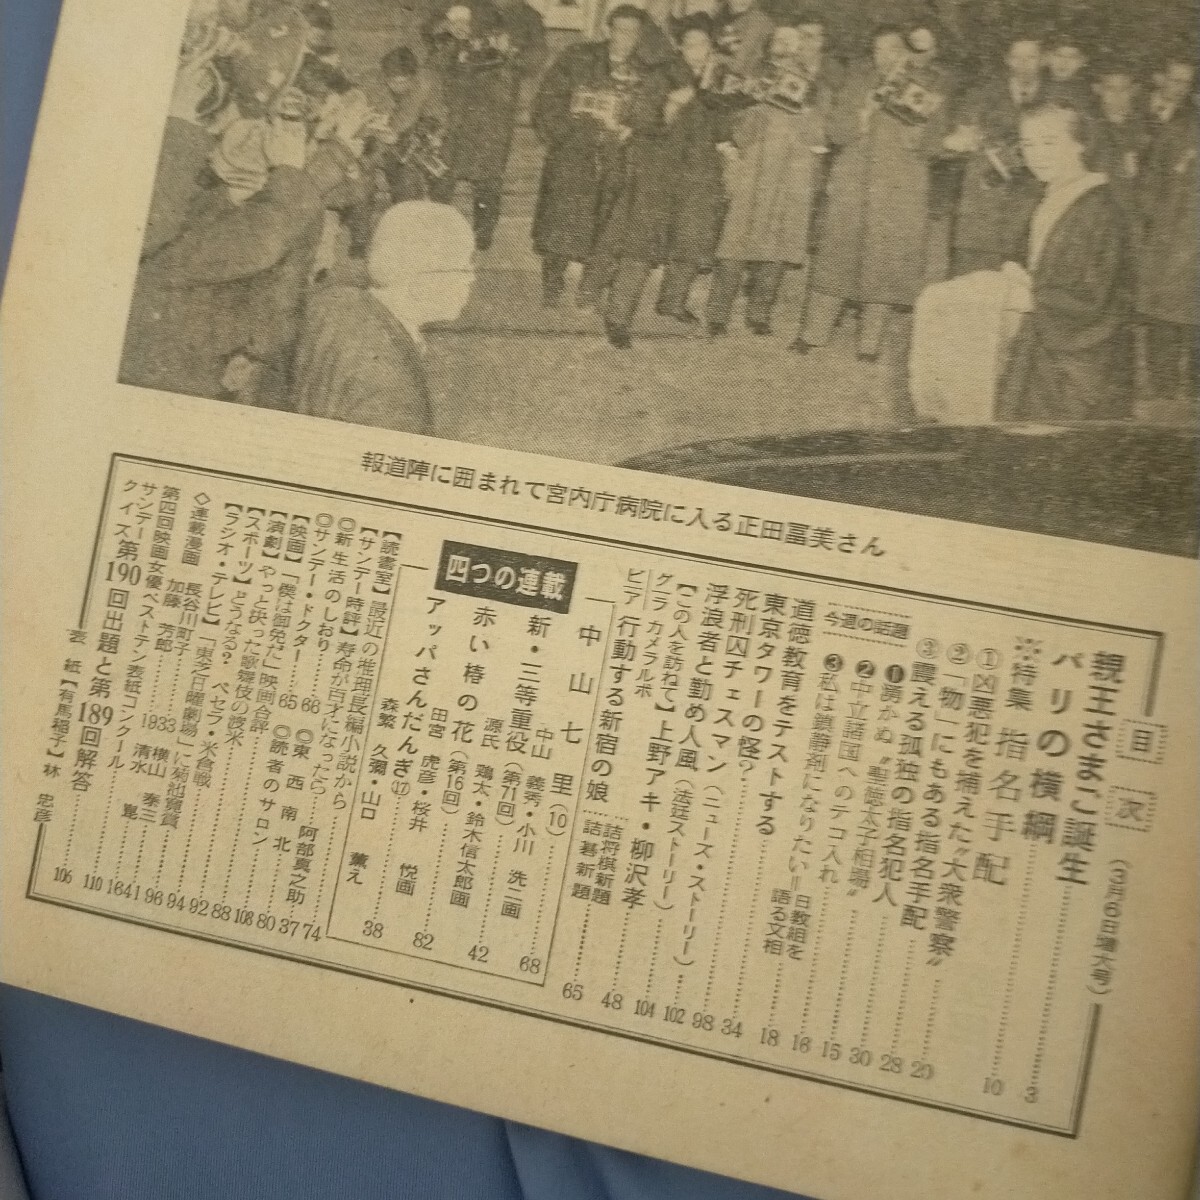 報道陣に囲まれて宮内庁病院に入る正田冨美さん
目次
(3月6日増大号)
親王さまご誕生
パリの横綱……3
※特集 指名手配
①凶悪犯を捕えた“大衆警察”……10
②「物」にもある指名手配……20
③震える孤独の指名犯人……28
今週の話題
❶踊かぬ“聖徳太子相場”……30
❷中立諸国へのテコ入れ……15
❸私は鎮静剤になりたい=日教組を語る文相……16
道徳教育をテストする……18
東京タワーの怪?……34
死刑囚チェスマン(ニューズ・ストーリー)……98
浮浪者と勤め人風(法廷ストーリー)……102
【この人を訪ねて】上野アキ・柳沢孝……104
グラビア カメラルポ 行動する新宿の娘……48
詰将棋新題
詰碁新題……65
四つの連載
中山七里(10)
中山義秀・小川 洗二画……68
新・三等重役(第71回)
源氏鶏太・鈴木信太郎画……42
赤い椿の花(第16回)
田宮虎彦・桜井 悦画……82
アッパさんだんぎ⑰
森繁久彌・山口 薫え……38
【読書室】最近の推理長編小説から……74
【サンデー時評】寿命が百才になったら 阿部真之助……37
◎新生活のしおり……66 ◎東西南北……80
◎サンデー・ドクター……65 ◎読者のサロン……108
【映画】「僕は御免だ」映画合評……88
【演劇】やっと決った歌舞伎の渡米……92
【スポーツ】どうなる?ベセラ・米倉戦……94
【ラジオ・テレビ】「東芝日曜劇場」に菊池寛賞……96
◇連載漫画 長谷川町子……41 横山泰三
加藤芳郎……33 清水 崑
第四回映画女優ベストテン表紙コンクール……110
サンデークイズ第190回出題と第189回解答……106
表紙【有馬稲子】林 忠彦